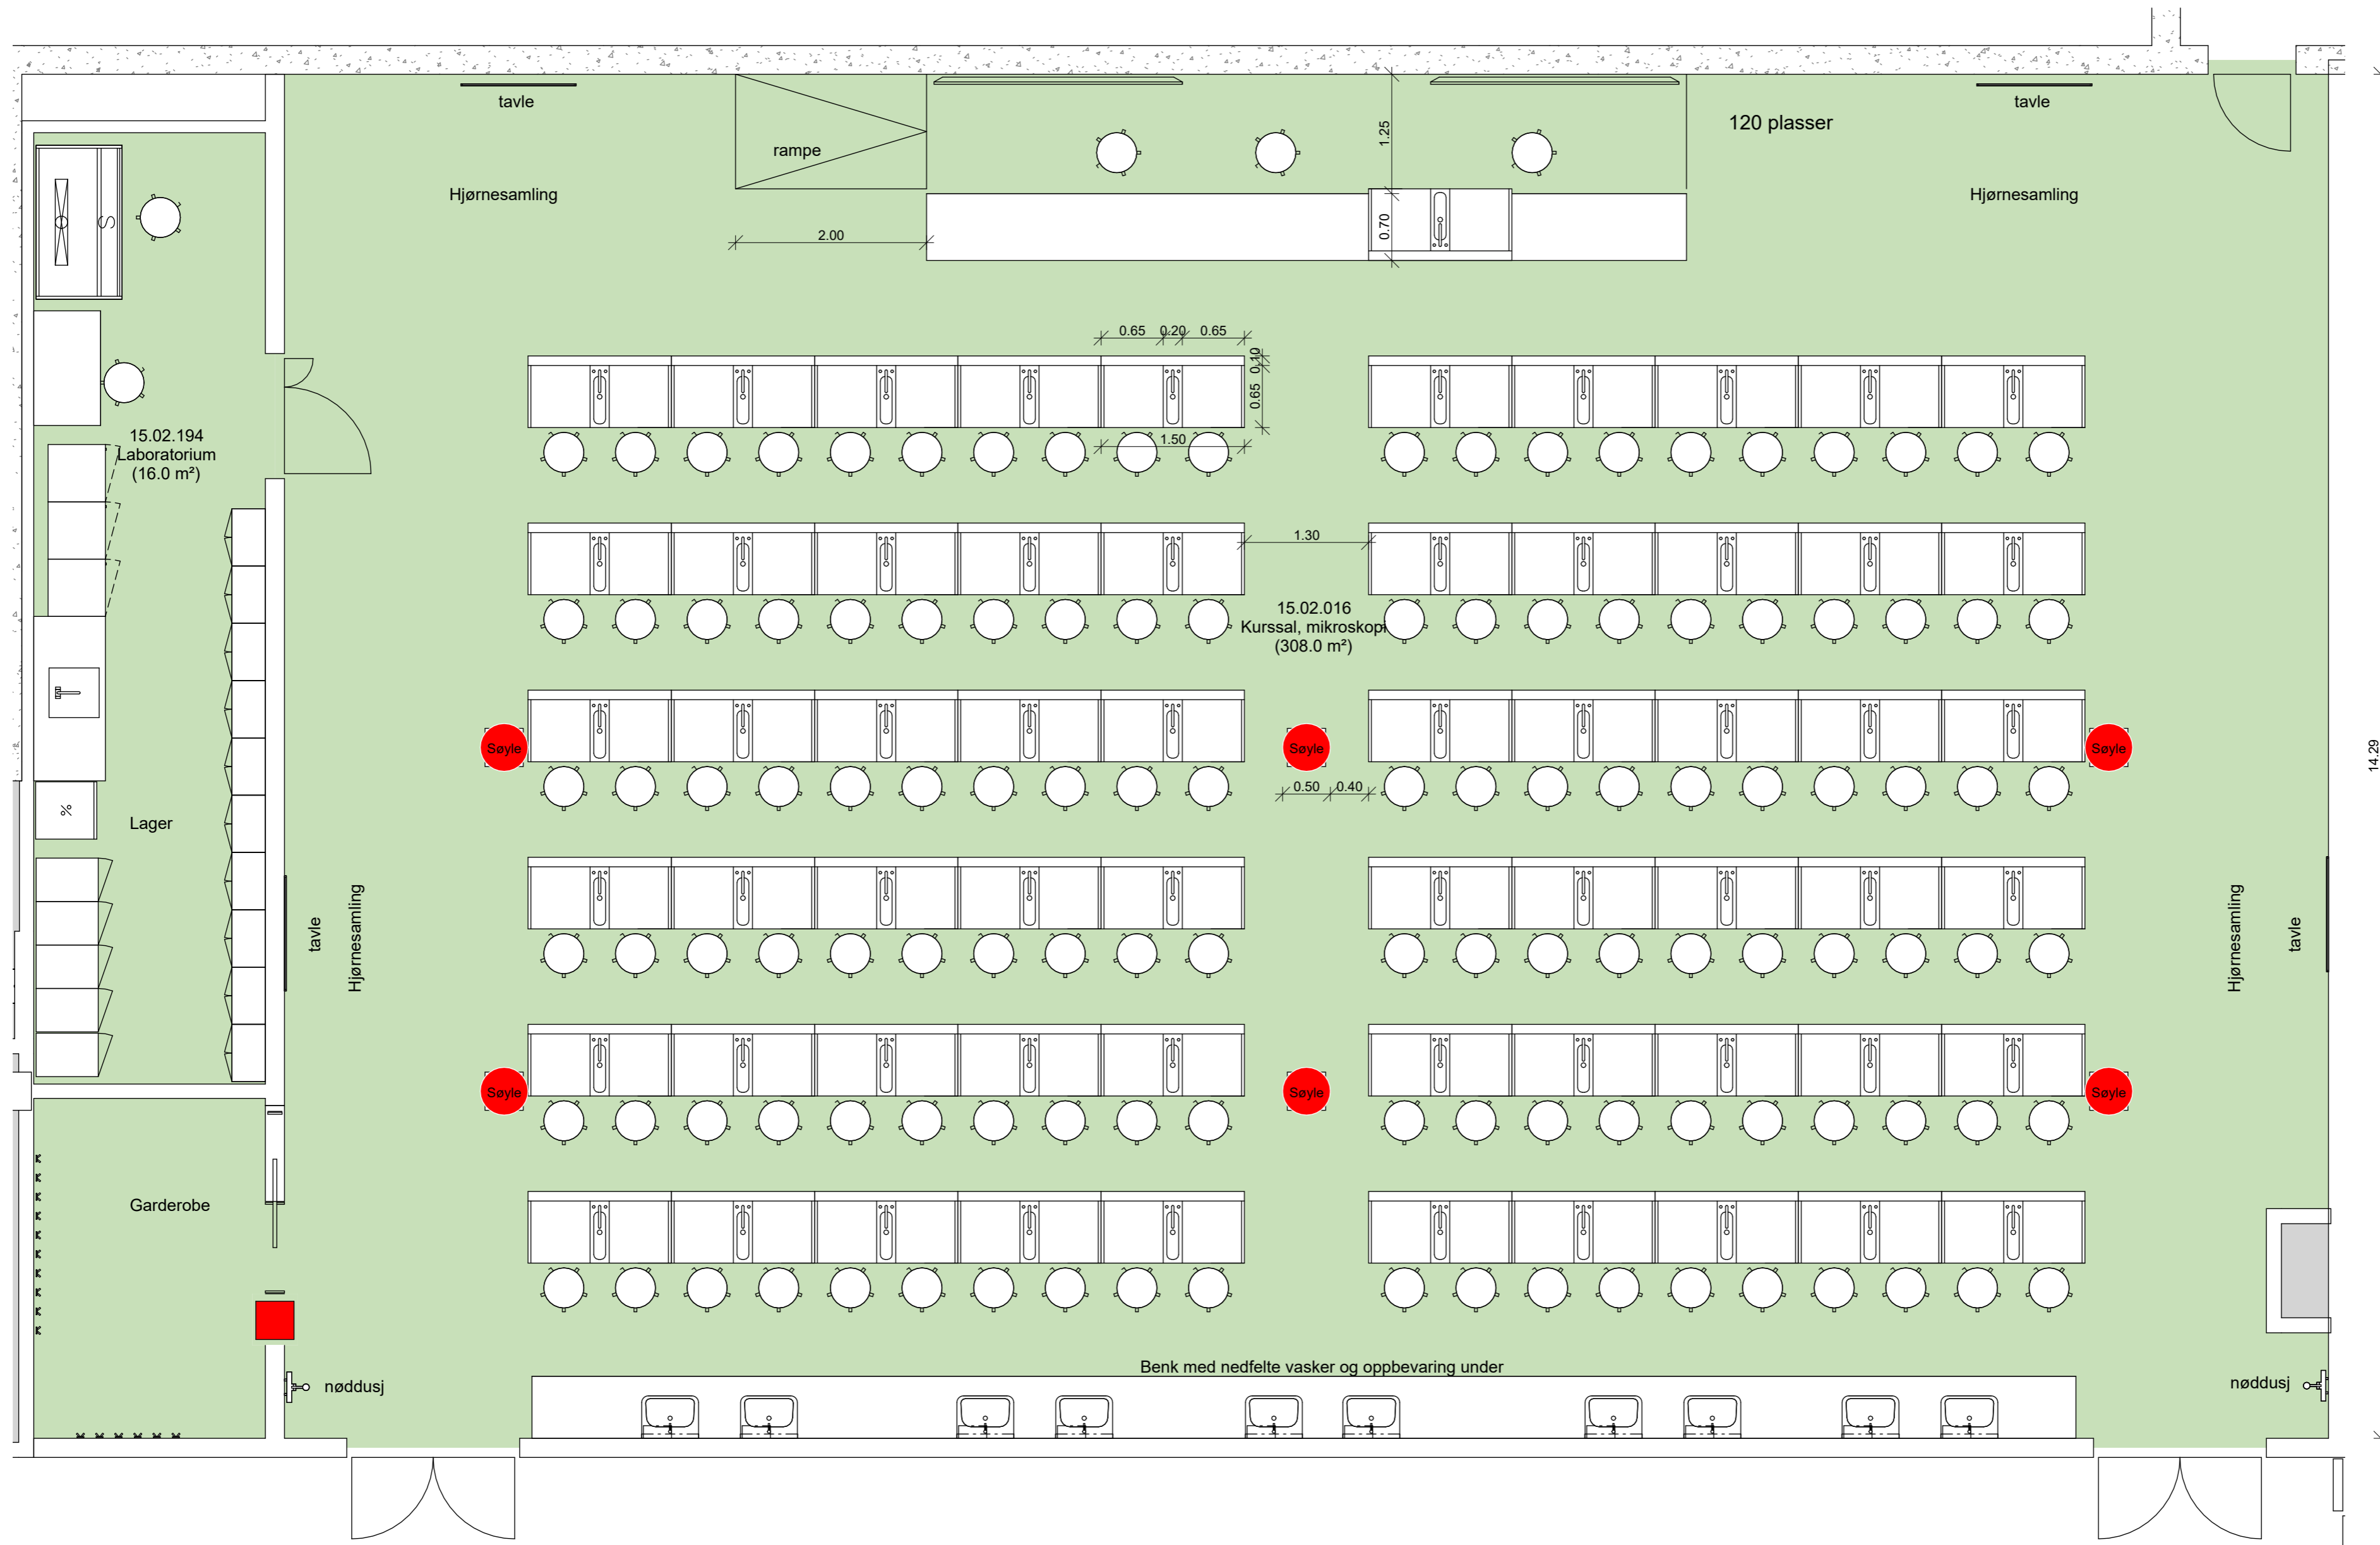 tavle
tavle
120 plasser
rampe
1.25
Hjørnesamling
Hjørnesamling
S
2.00
0.70
0.65
0.20
0.65
0.10
0.65
1.50
15.02.194
Laboratorium
(16.0 m²)
1.30
15.02.016
Kurssal, mikroskopi
(308.0 m²)
Søyle
Søyle
Søyle
14.29
0.50
0.40
%
Lager
tavle
Hjørnesamling
Hjørnesamling
tavle
Søyle
Søyle
Søyle
Garderobe
Benk med nedfelte vasker og oppbevaring under
nøddusj
nøddusj